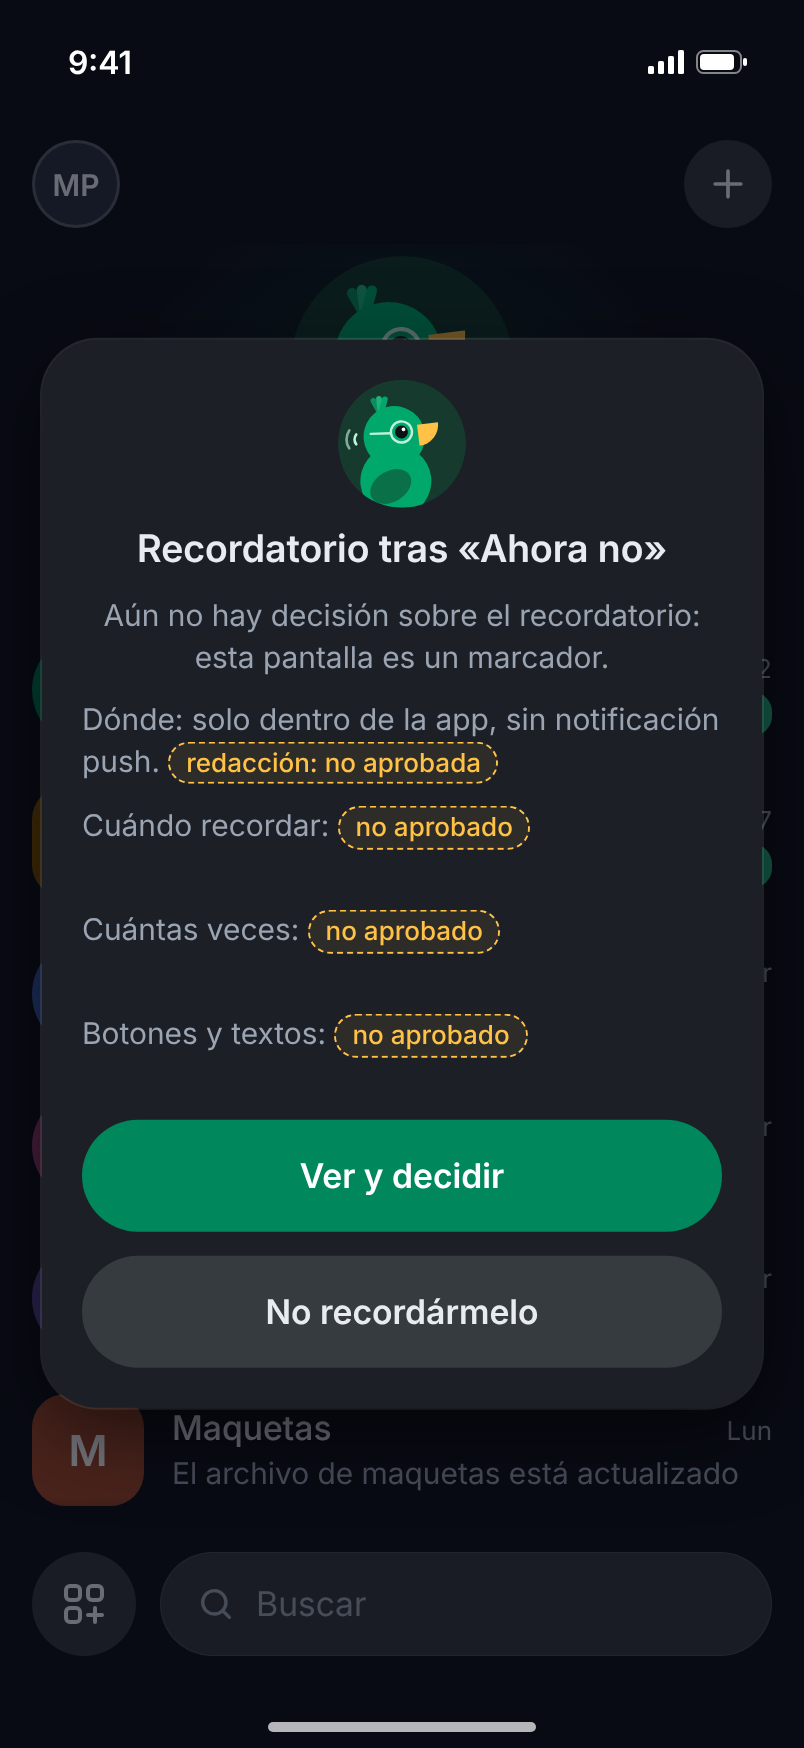 9:41
MP
Recordatorio tras «Ahora no»
Aún no hay decisión sobre el recordatorio:
esta pantalla es un marcador.
Dónde: solo dentro de la app, sin notificación
push. redacción: no aprobada
Cuándo recordar: no aprobado
Cuántas veces: no aprobado
Botones y textos: no aprobado
Ver y decidir
No recordármelo
M
Maquetas
Lun
El archivo de maquetas está actualizado
Buscar